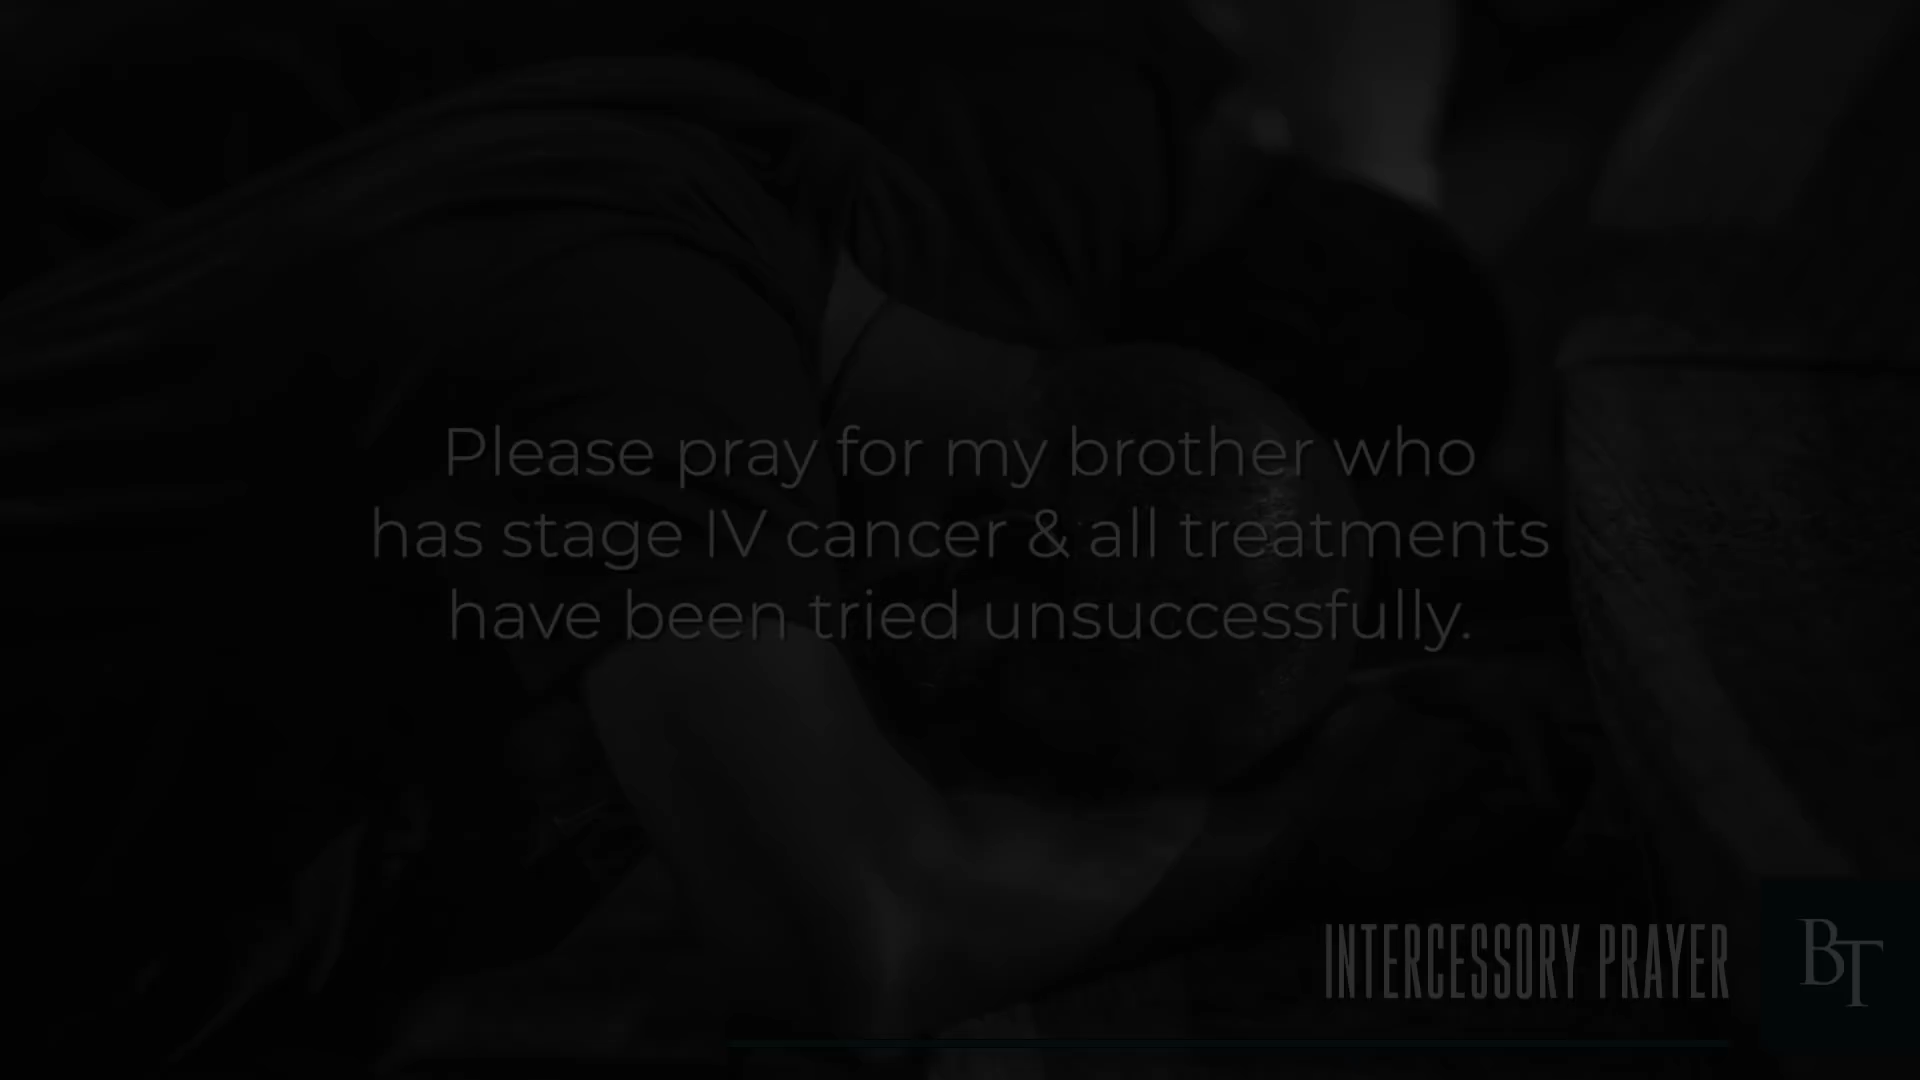 Please pray for my brother who
has stage IV cancer & all treatments
have been tried unsuccessfully.
INTERCESSORY PRAYER
BT